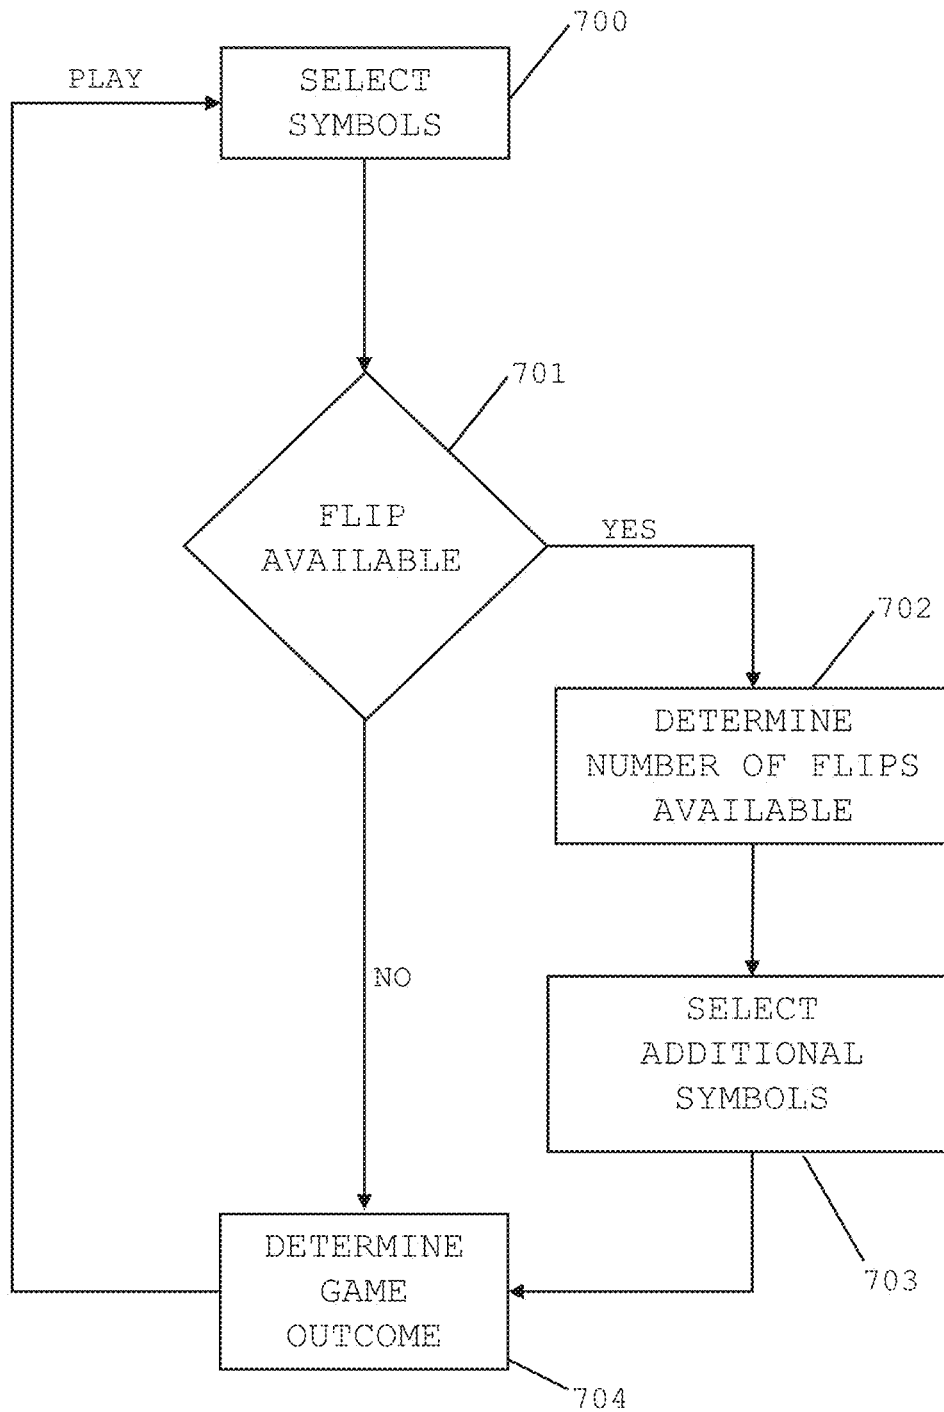 700
PLAY
SELECT
SYMBOLS
701
FLIP
AVAILABLE
YES
702
DETERMINE
NUMBER OF FLIPS
AVAILABLE
NO
SELECT
ADDITIONAL
SYMBOLS
703
DETERMINE
GAME
OUTCOME
704